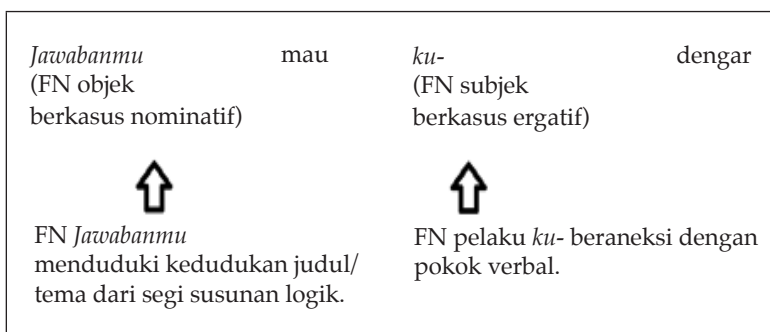 Jawabanmu mau ku- dengar
(FN objek (FN subjek
berkasus nominatif) berkasus ergatif)
FN Jawabanmu
menduduki kedudukan judul/
tema dari segi susunan logik.
FN pelaku ku- beraneksi dengan
pokok verbal.